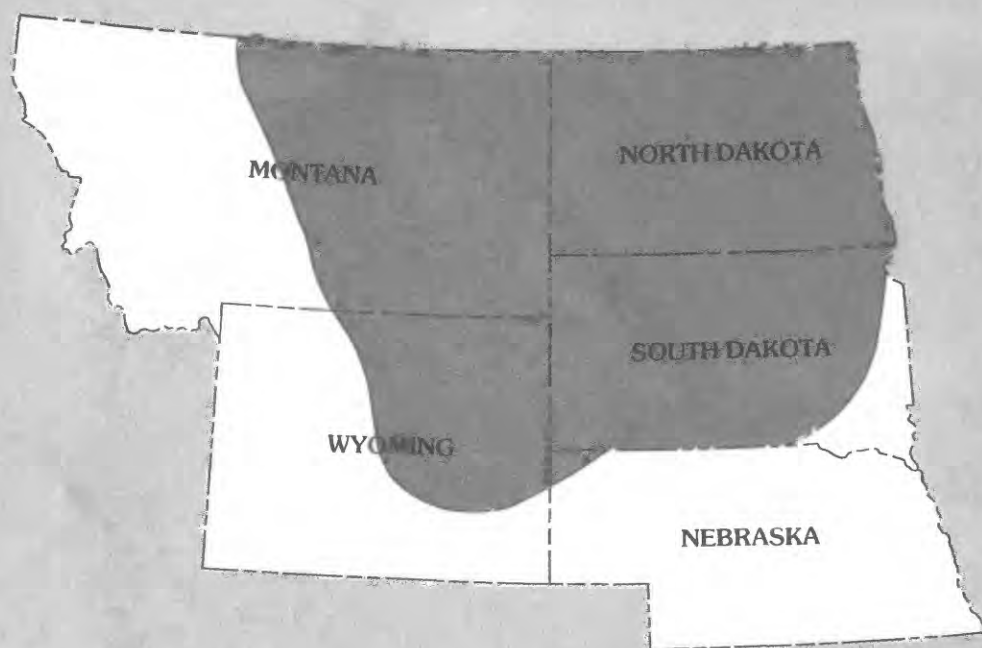 MONTANA
NORTH DAKOTA
SOUTH DAKOTA
WYOMING
NEBRASKA